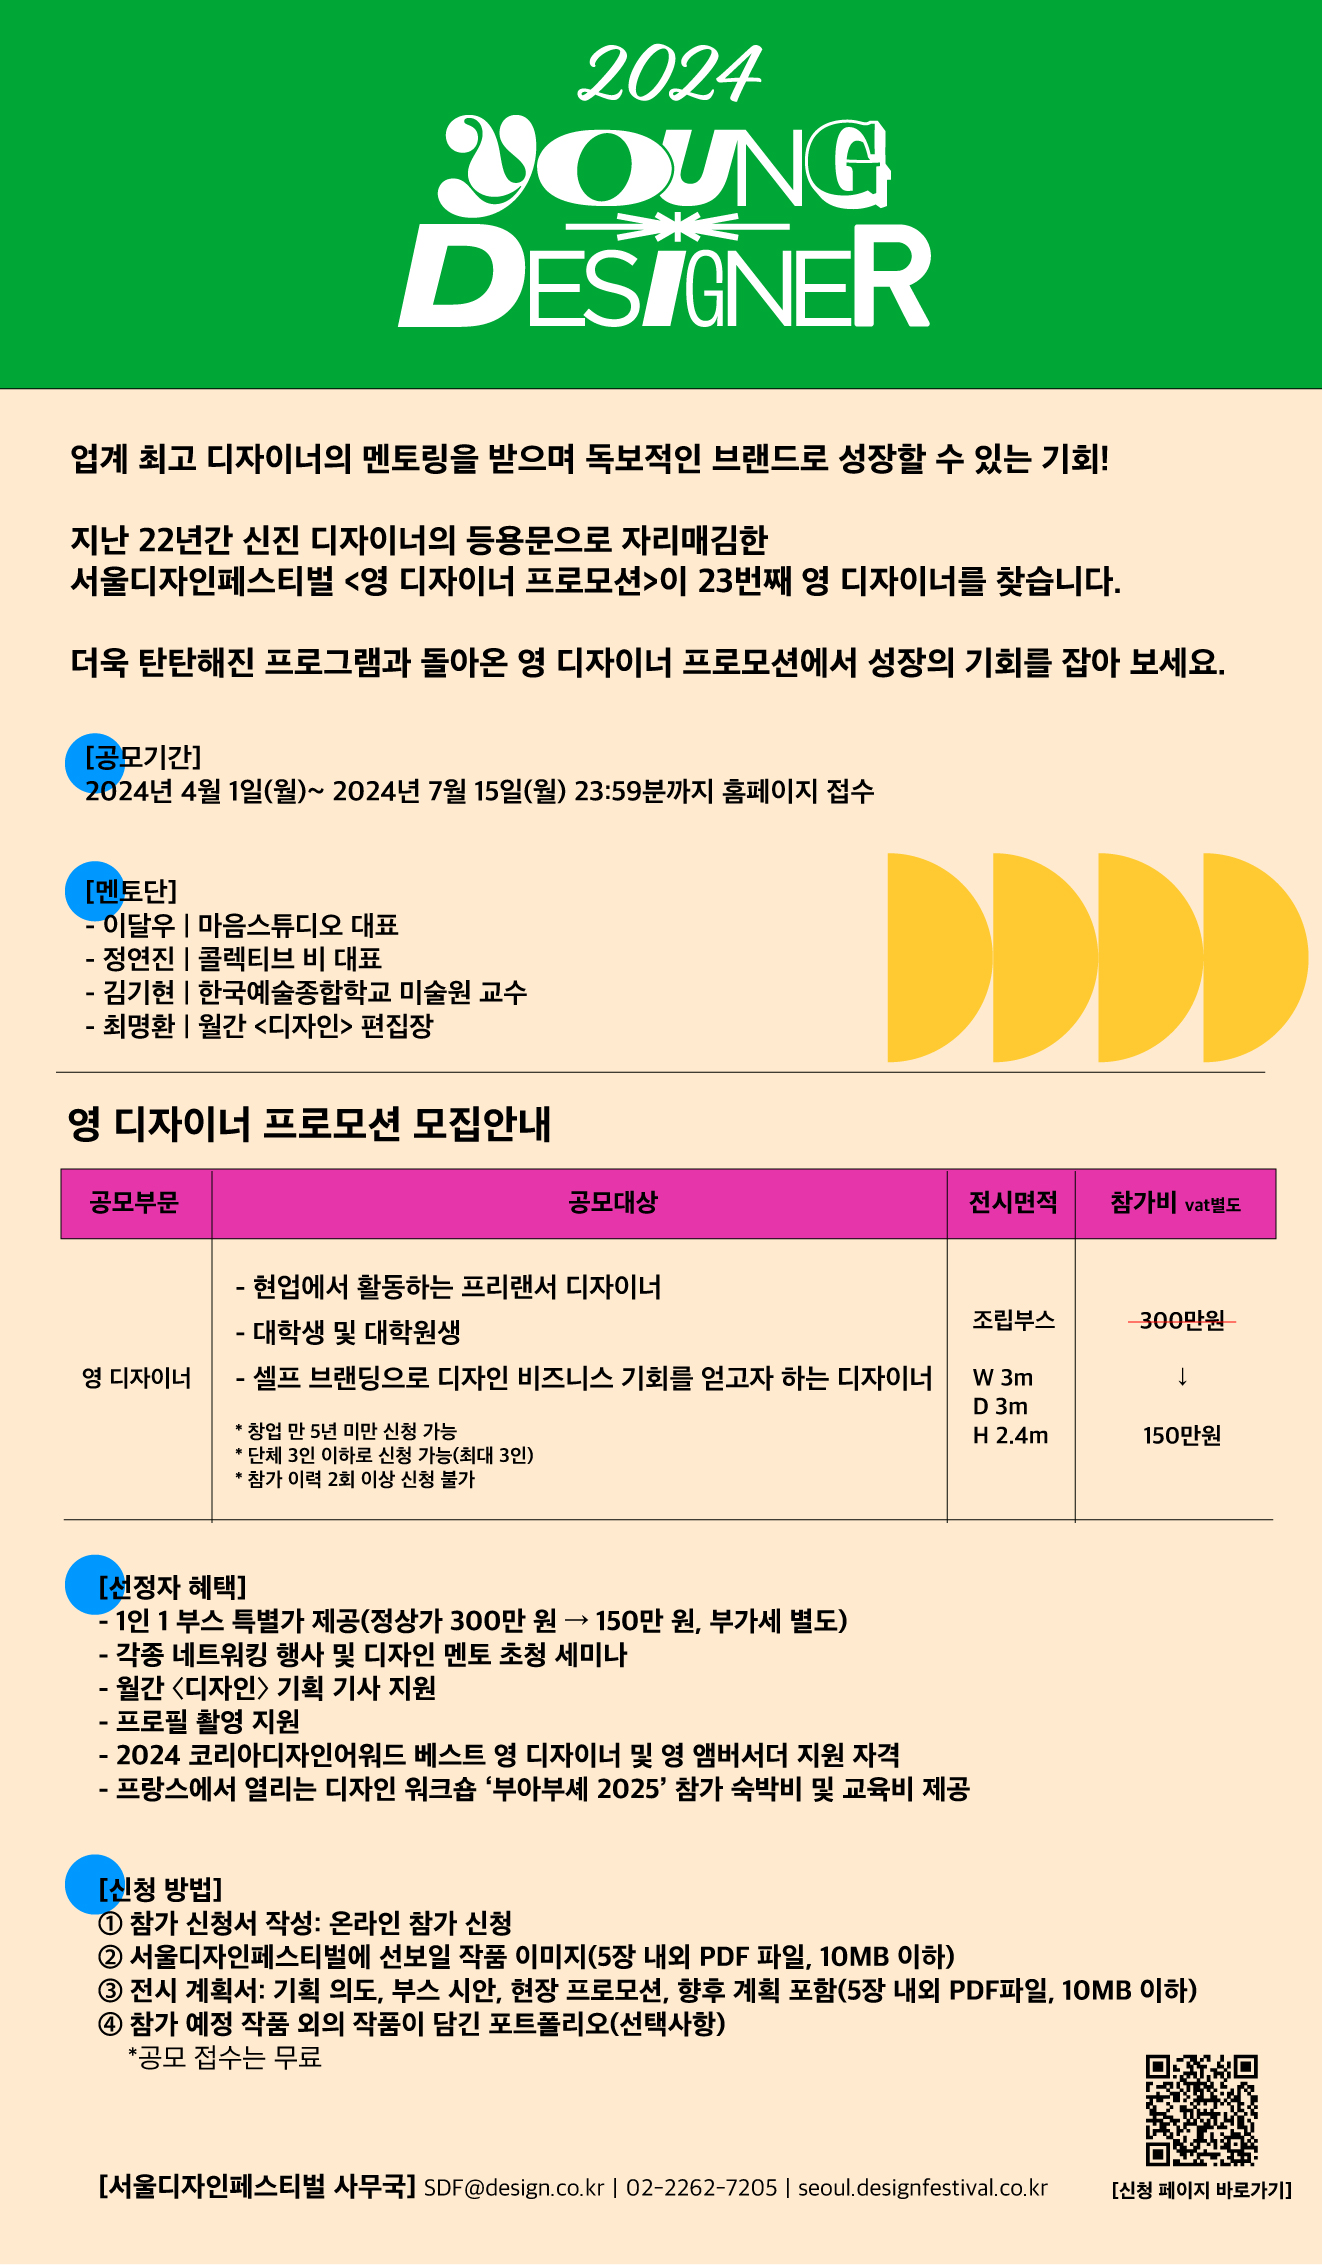 2024
YOUNG
DESIGNER
업계 최고 디자이너의 멘토링을 받으며 독보적인 브랜드로 성장할 수 있는 기회!
지난 22년간 신진 디자이너의 등용문으로 자리매김한
서울디자인페스티벌 <영 디자이너 프로모션>이 23번째 영 디자이너를 찾습니다.
더욱 탄탄해진 프로그램과 돌아온 영 디자이너 프로모션에서 성장의 기회를 잡아 보세요.
[공모기간]
2024년 4월 1일(월)~ 2024년 7월 15일(월) 23:59분까지 홈페이지 접수
[멘토단]
- 이달우 | 마음스튜디오 대표
- 정연진 | 콜렉티브 비 대표
- 김기현 | 한국예술종합학교 미술원 교수
- 최명환 | 월간 <디자인> 편집장
영 디자이너 프로모션 모집안내
공모부문 공모대상 전시면적 참가비 vat별도
영 디자이너
- 현업에서 활동하는 프리랜서 디자이너
- 대학생 및 대학원생
- 셀프 브랜딩으로 디자인 비즈니스 기회를 얻고자 하는 디자이너
* 창업 만 5년 미만 신청 가능
* 단체 3인 이하로 신청 가능(최대 3인)
* 참가 이력 2회 이상 신청 불가
조립부스
W 3m
D 3m
H 2.4m
300만원
↓
150만원
[선정자 혜택]
- 1인 1 부스 특별가 제공(정상가 300만 원 → 150만 원, 부가세 별도)
- 각종 네트워킹 행사 및 디자인 멘토 초청 세미나
- 월간 〈디자인〉 기획 기사 지원
- 프로필 촬영 지원
- 2024 코리아디자인어워드 베스트 영 디자이너 및 영 앰버서더 지원 자격
- 프랑스에서 열리는 디자인 워크숍 ‘부아부셰 2025’ 참가 숙박비 및 교육비 제공
[신청 방법]
① 참가 신청서 작성: 온라인 참가 신청
② 서울디자인페스티벌에 선보일 작품 이미지(5장 내외 PDF 파일, 10MB 이하)
③ 전시 계획서: 기획 의도, 부스 시안, 현장 프로모션, 향후 계획 포함(5장 내외 PDF파일, 10MB 이하)
④ 참가 예정 작품 외의 작품이 담긴 포트폴리오(선택사항)
*공모 접수는 무료
[서울디자인페스티벌 사무국] SDF@design.co.kr | 02-2262-7205 | seoul.designfestival.co.kr
[신청 페이지 바로가기]